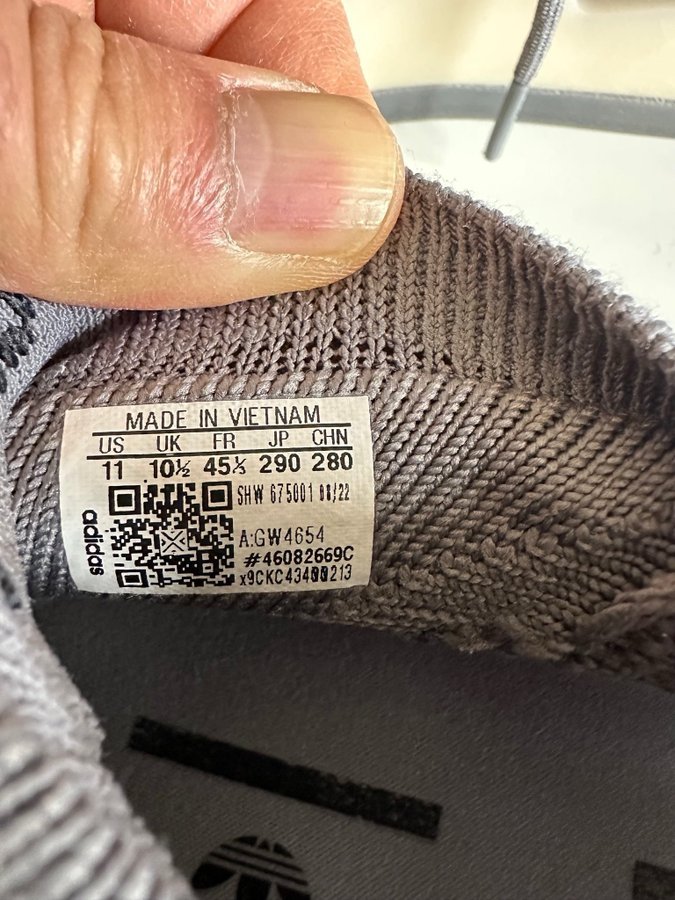 MADE IN VIETNAM
US UK FR JP CHN
11 10½ 45⅓ 290 280
SHW 675001 08/22
adidas
A:GW4654
#46082669C